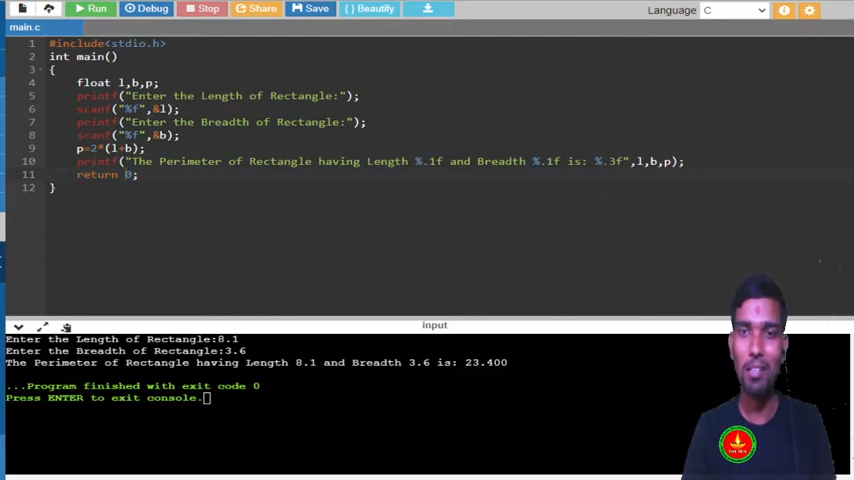 Run Debug Stop Share Save { } Beautify Language C
main.c
1 #include<stdio.h>
2 int main()
3 {
4 float l,b,p;
5 printf("Enter the Length of Rectangle:");
6 scanf("%f",&l);
7 printf("Enter the Breadth of Rectangle:");
8 scanf("%f",&b);
9 p=2*(l+b);
10 printf("The Perimeter of Rectangle having Length %.1f and Breadth %.1f is: %.3f",l,b,p);
11 return 0;
12 }
input
Enter the Length of Rectangle:8.1
Enter the Breadth of Rectangle:3.6
The Perimeter of Rectangle having Length 8.1 and Breadth 3.6 is: 23.400
...Program finished with exit code 0
Press ENTER to exit console.